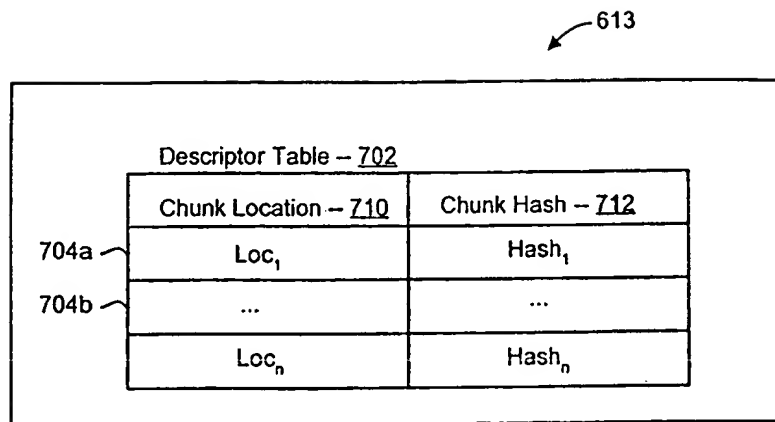 613
Descriptor Table – 702
Chunk Location – 710 Chunk Hash – 712
704a Loc₁ Hash₁
704b ... ...
Locₙ Hashₙ